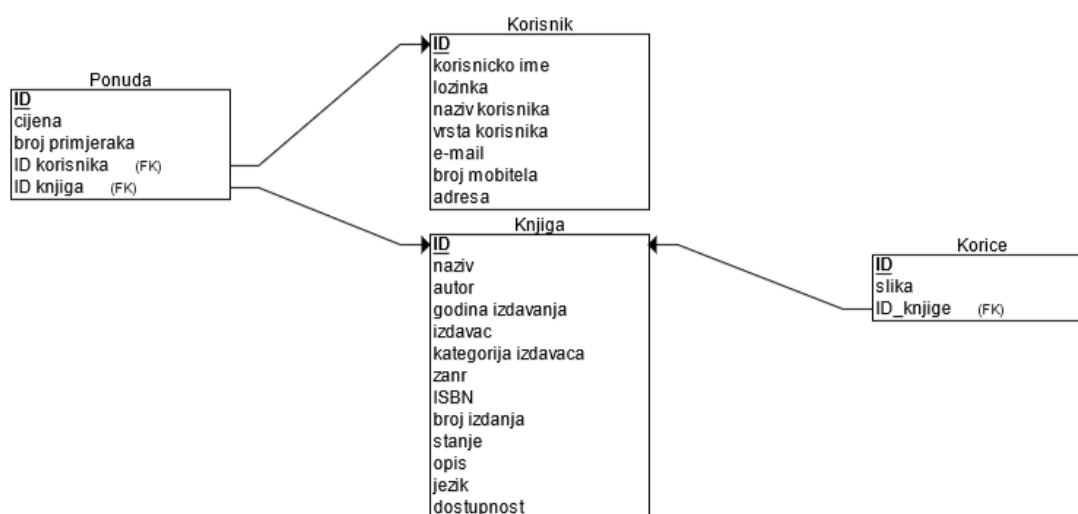 Ponuda
ID
cijena
broj primjeraka
ID korisnika (FK)
ID knjiga (FK)
Korisnik
ID
korisnicko ime
lozinka
naziv korisnika
vrsta korisnika
e-mail
broj mobitela
adresa
Knjiga
ID
naziv
autor
godina izdavanja
izdavac
kategorija izdavaca
zanr
ISBN
broj izdanja
stanje
opis
jezik
dostupnost
Korice
ID
slika
ID_knjige (FK)